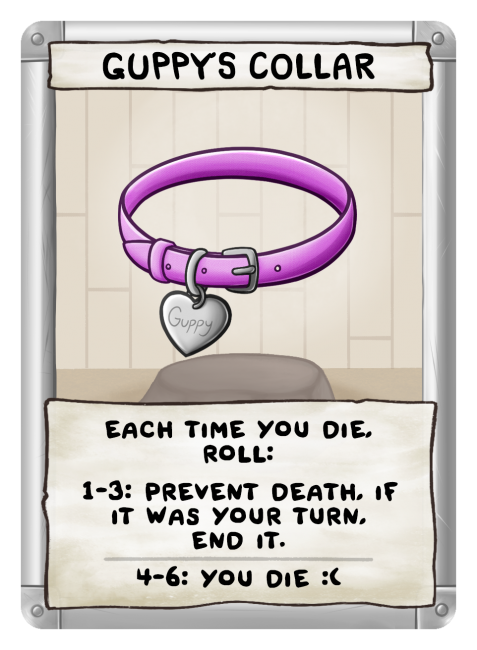 GUPPY'S COLLAR
Guppy
EACH TIME YOU DIE,
ROLL:
1-3: PREVENT DEATH. IF
IT WAS YOUR TURN,
END IT.
4-6: YOU DIE :(